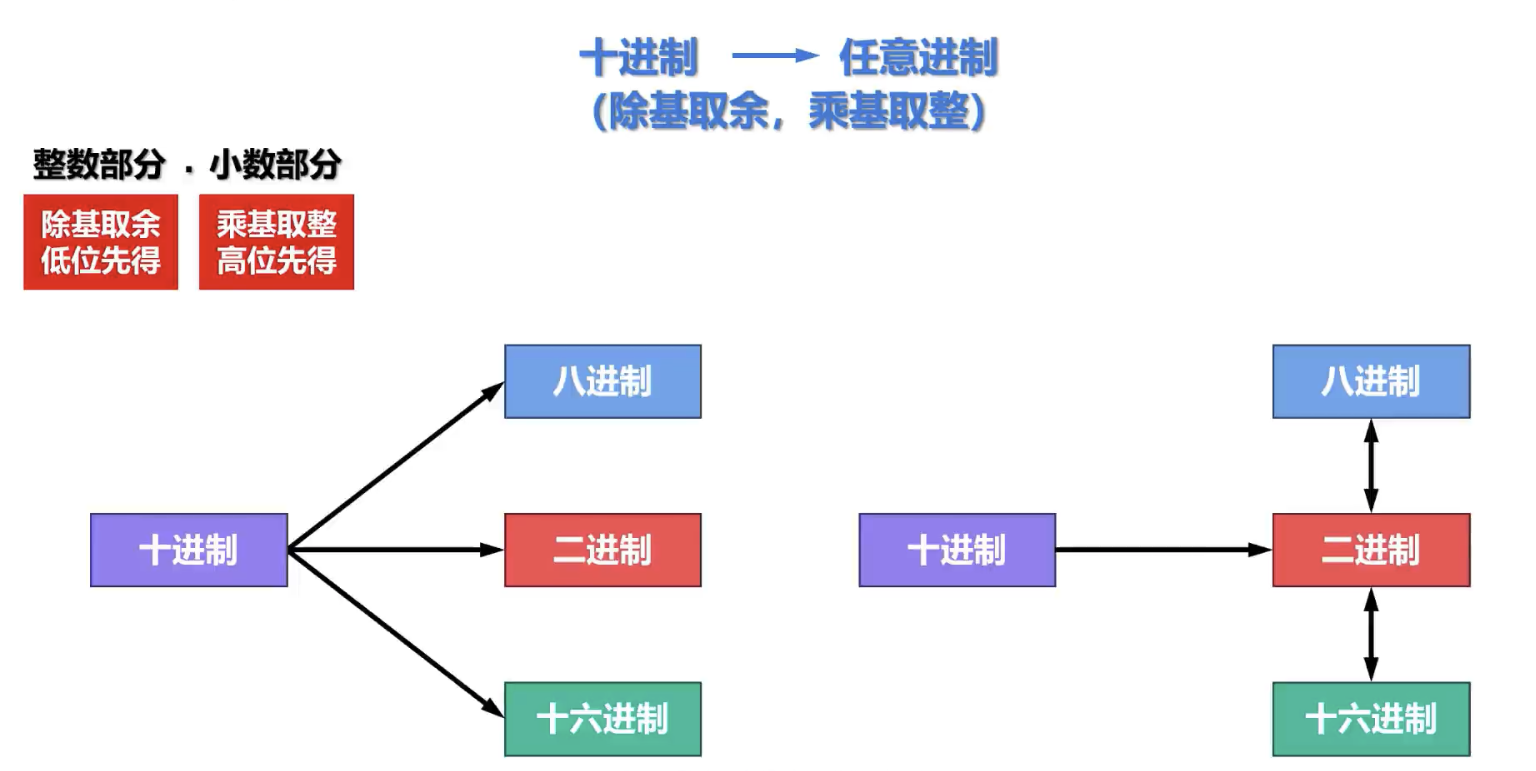 十进制 任意进制
（除基取余，乘基取整）
整数部分 . 小数部分
除基取余
低位先得
乘基取整
高位先得
八进制
十进制
二进制
十六进制
八进制
十进制
二进制
十六进制